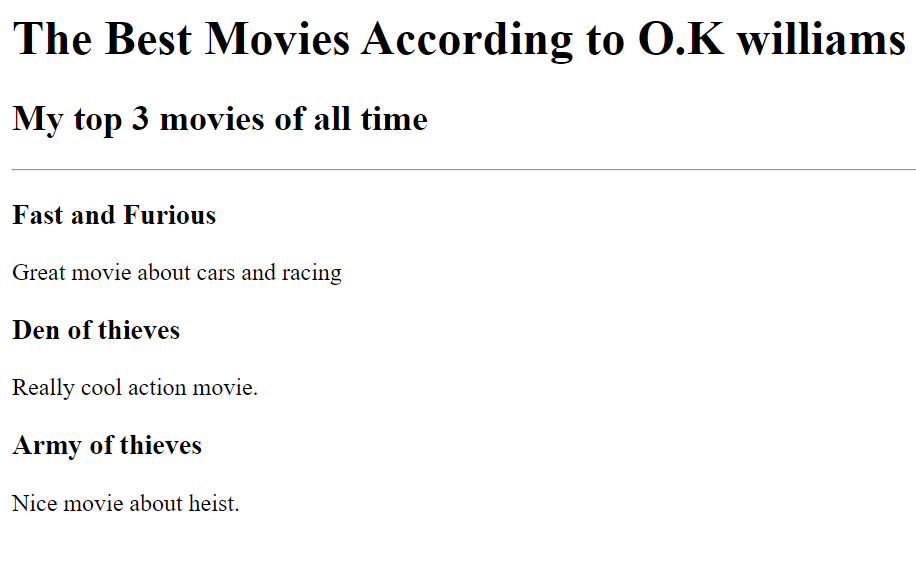 The Best Movies According to O.K williams
My top 3 movies of all time
Fast and Furious
Great movie about cars and racing
Den of thieves
Really cool action movie.
Army of thieves
Nice movie about heist.